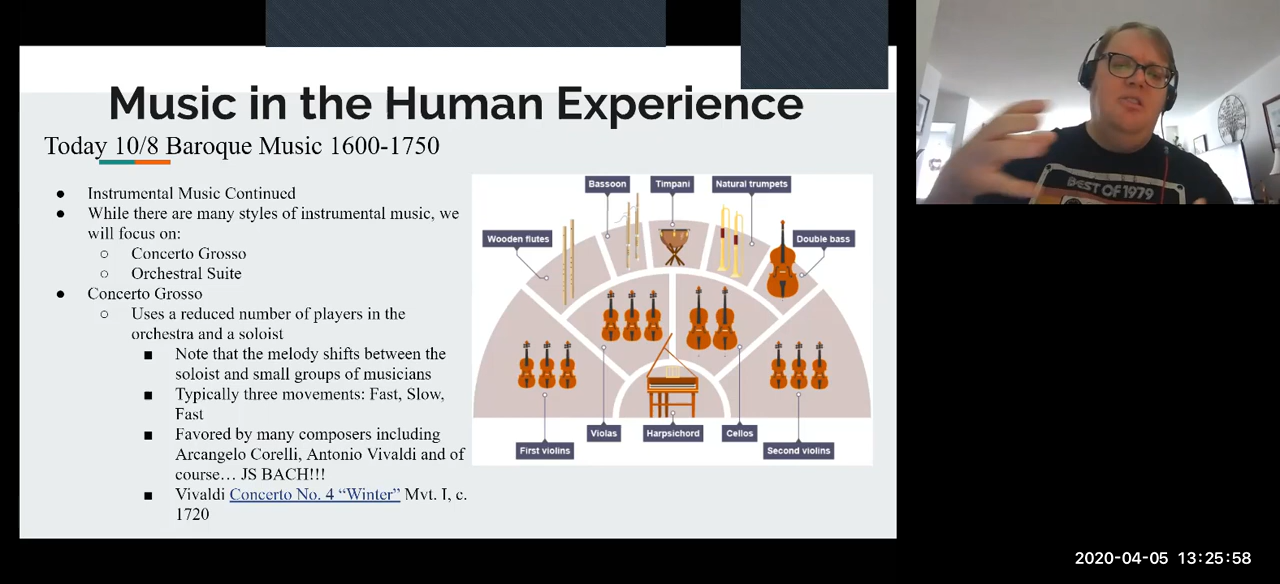 Music in the Human Experience
Today 10/8 Baroque Music 1600-1750
● Instrumental Music Continued
● While there are many styles of instrumental music, we
will focus on:
○ Concerto Grosso
○ Orchestral Suite
● Concerto Grosso
○ Uses a reduced number of players in the
orchestra and a soloist
■ Note that the melody shifts between the
soloist and small groups of musicians
■ Typically three movements: Fast, Slow,
Fast
■ Favored by many composers including
Arcangelo Corelli, Antonio Vivaldi and of
course… JS BACH!!!
■ Vivaldi Concerto No. 4 “Winter” Mvt. I, c.
1720
Bassoon
Timpani
Natural trumpets
Wooden flutes
Double bass
Violas
Harpsichord
Cellos
First violins
Second violins
BEST OF 1979
2020-04-05 13:25:58